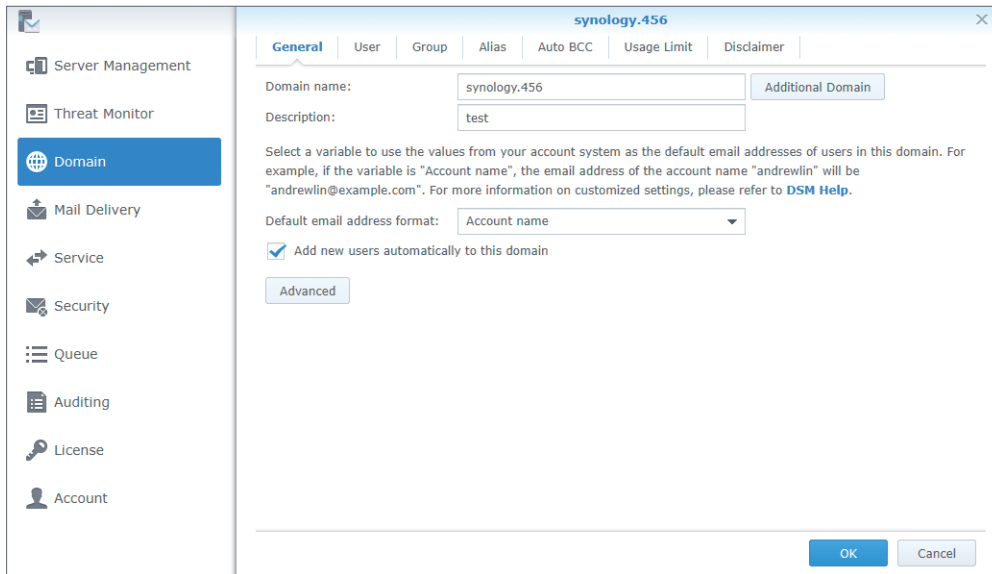 synology.456
Server Management
Threat Monitor
Domain
Mail Delivery
Service
Security
Queue
Auditing
License
Account
General User Group Alias Auto BCC Usage Limit Disclaimer
Domain name: synology.456 Additional Domain
Description: test
Select a variable to use the values from your account system as the default email addresses of users in this domain. For
example, if the variable is "Account name", the email address of the account name "andrewlin" will be
"andrewlin@example.com". For more information on customized settings, please refer to DSM Help.
Default email address format: Account name
Add new users automatically to this domain
Advanced
OK Cancel